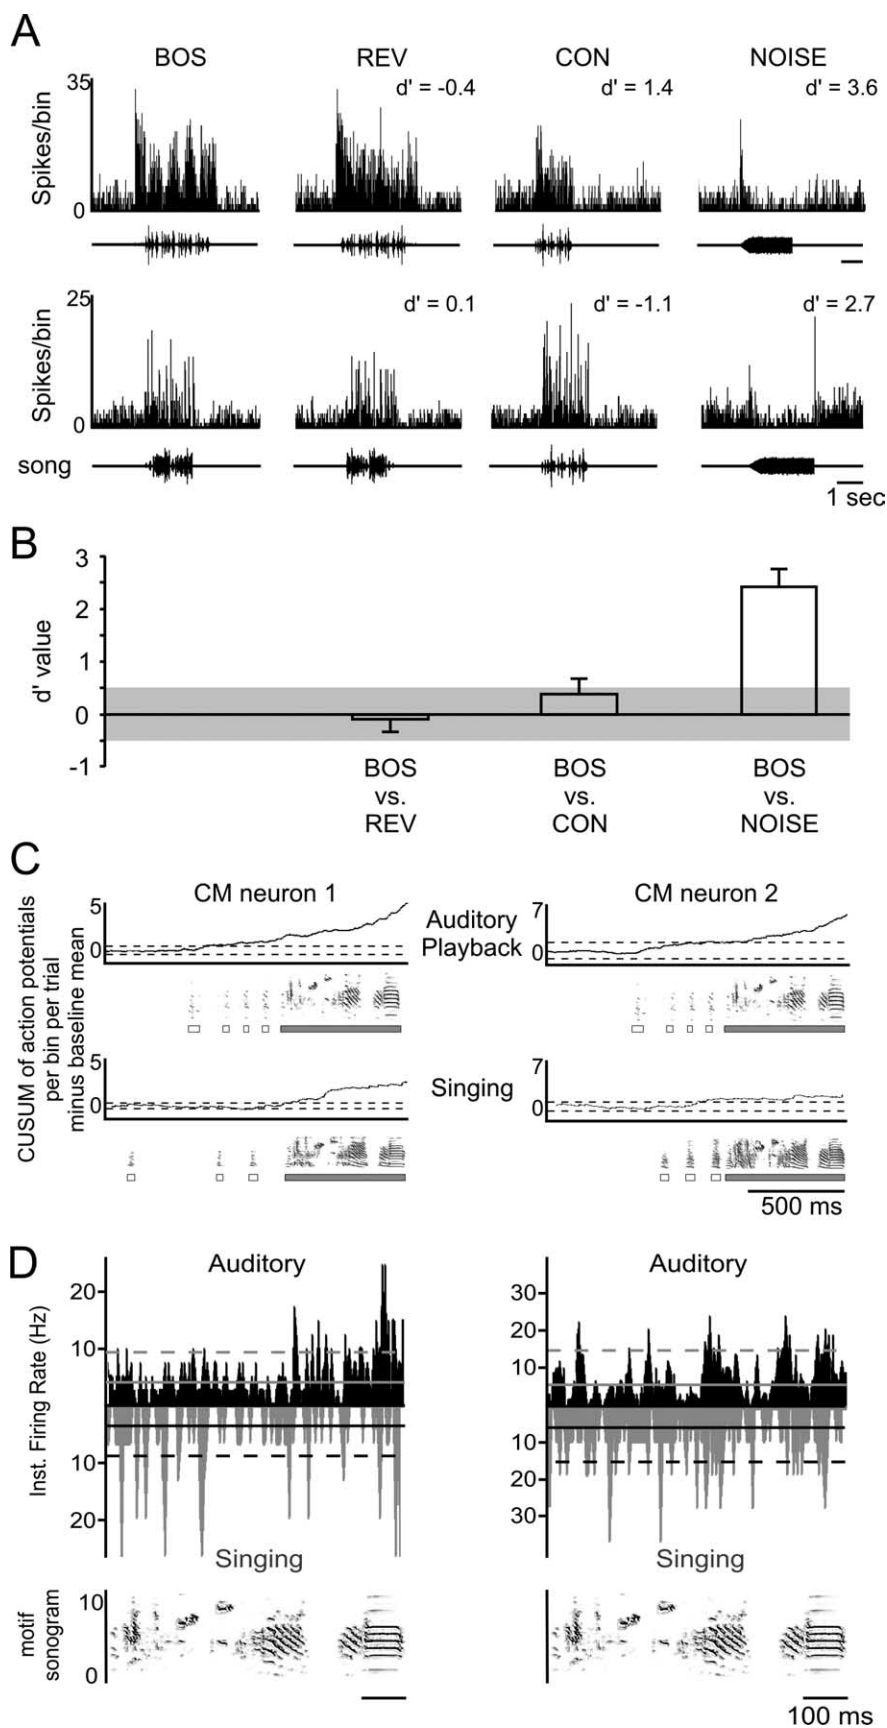 A
BOS REV CON NOISE
d' = -0.4 d' = 1.4 d' = 3.6
35
Spikes/bin
0
d' = 0.1 d' = -1.1 d' = 2.7
25
Spikes/bin
0
song
1 sec
B
3
2
1
0
-1
d' value
BOS vs. REV
BOS vs. CON
BOS vs. NOISE
C
CM neuron 1 CM neuron 2
CUSUM of action potentials
per bin per trial
minus baseline mean
5
0
Auditory
Playback
7
0
5
0
Singing
7
0
500 ms
D
Auditory Auditory
Inst. Firing Rate (Hz)
20
10
10
20
30
20
10
10
20
30
Singing Singing
motif
sonogram
10
0
100 ms